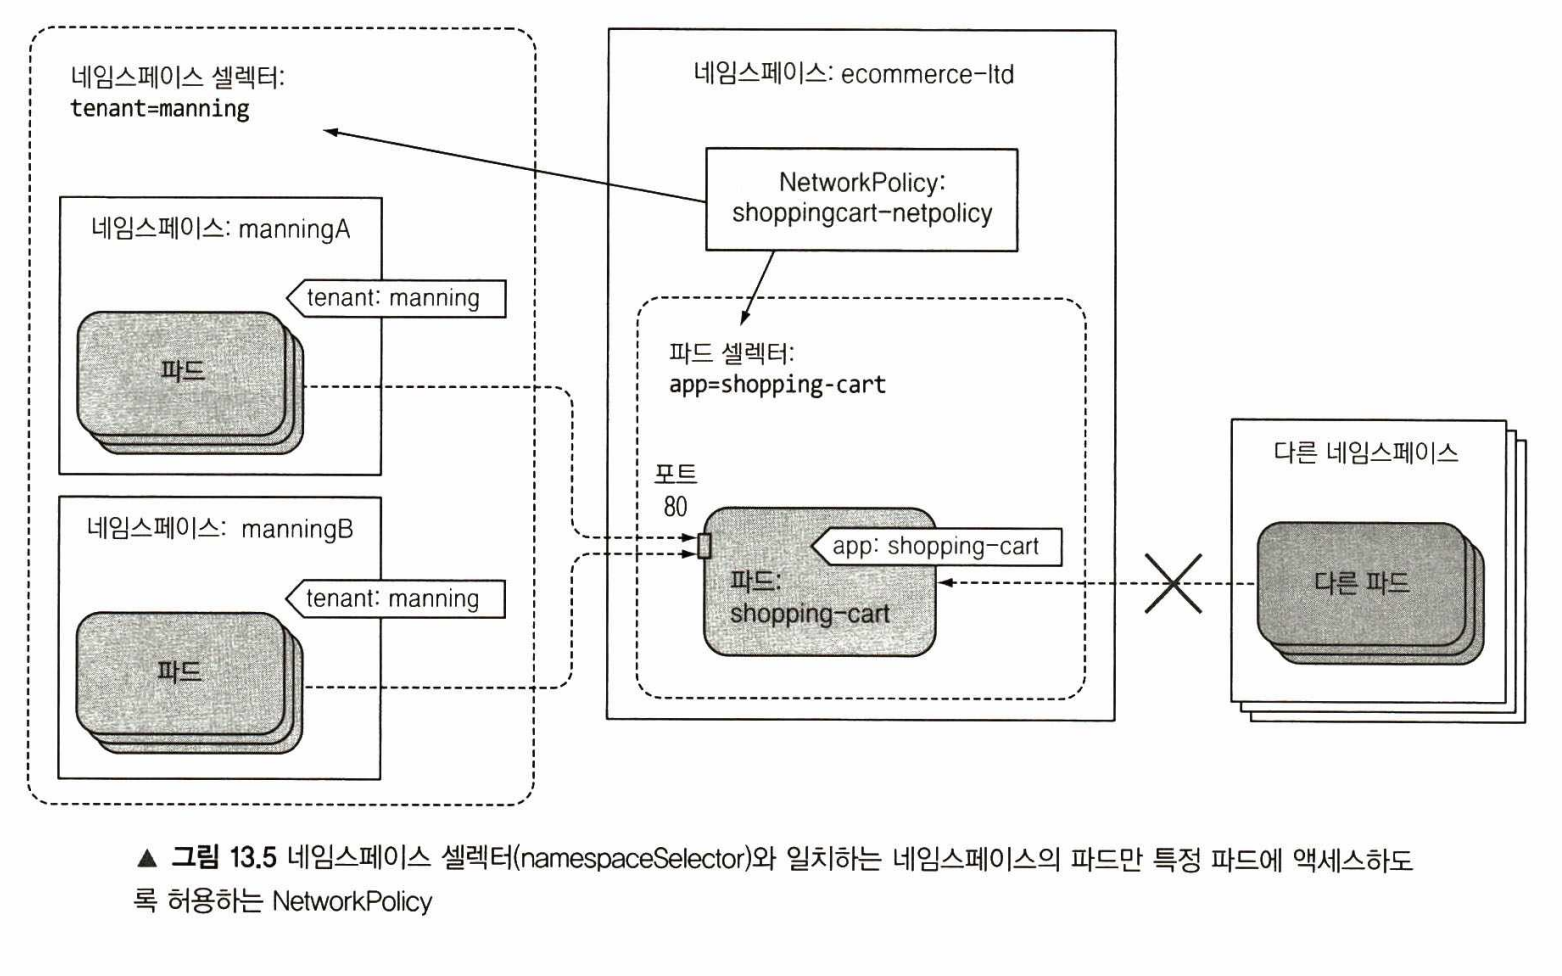 네임스페이스 셀렉터:
tenant=manning
네임스페이스: manningA
tenant: manning
파드
네임스페이스: manningB
tenant: manning
파드
네임스페이스: ecommerce-ltd
NetworkPolicy:
shoppingcart-netpolicy
파드 셀렉터:
app=shopping-cart
포트
80
app: shopping-cart
파드:
shopping-cart
다른 네임스페이스
다른 파드
▲ 그림 13.5 네임스페이스 셀렉터(namespaceSelector)와 일치하는 네임스페이스의 파드만 특정 파드에 액세스하도
록 허용하는 NetworkPolicy